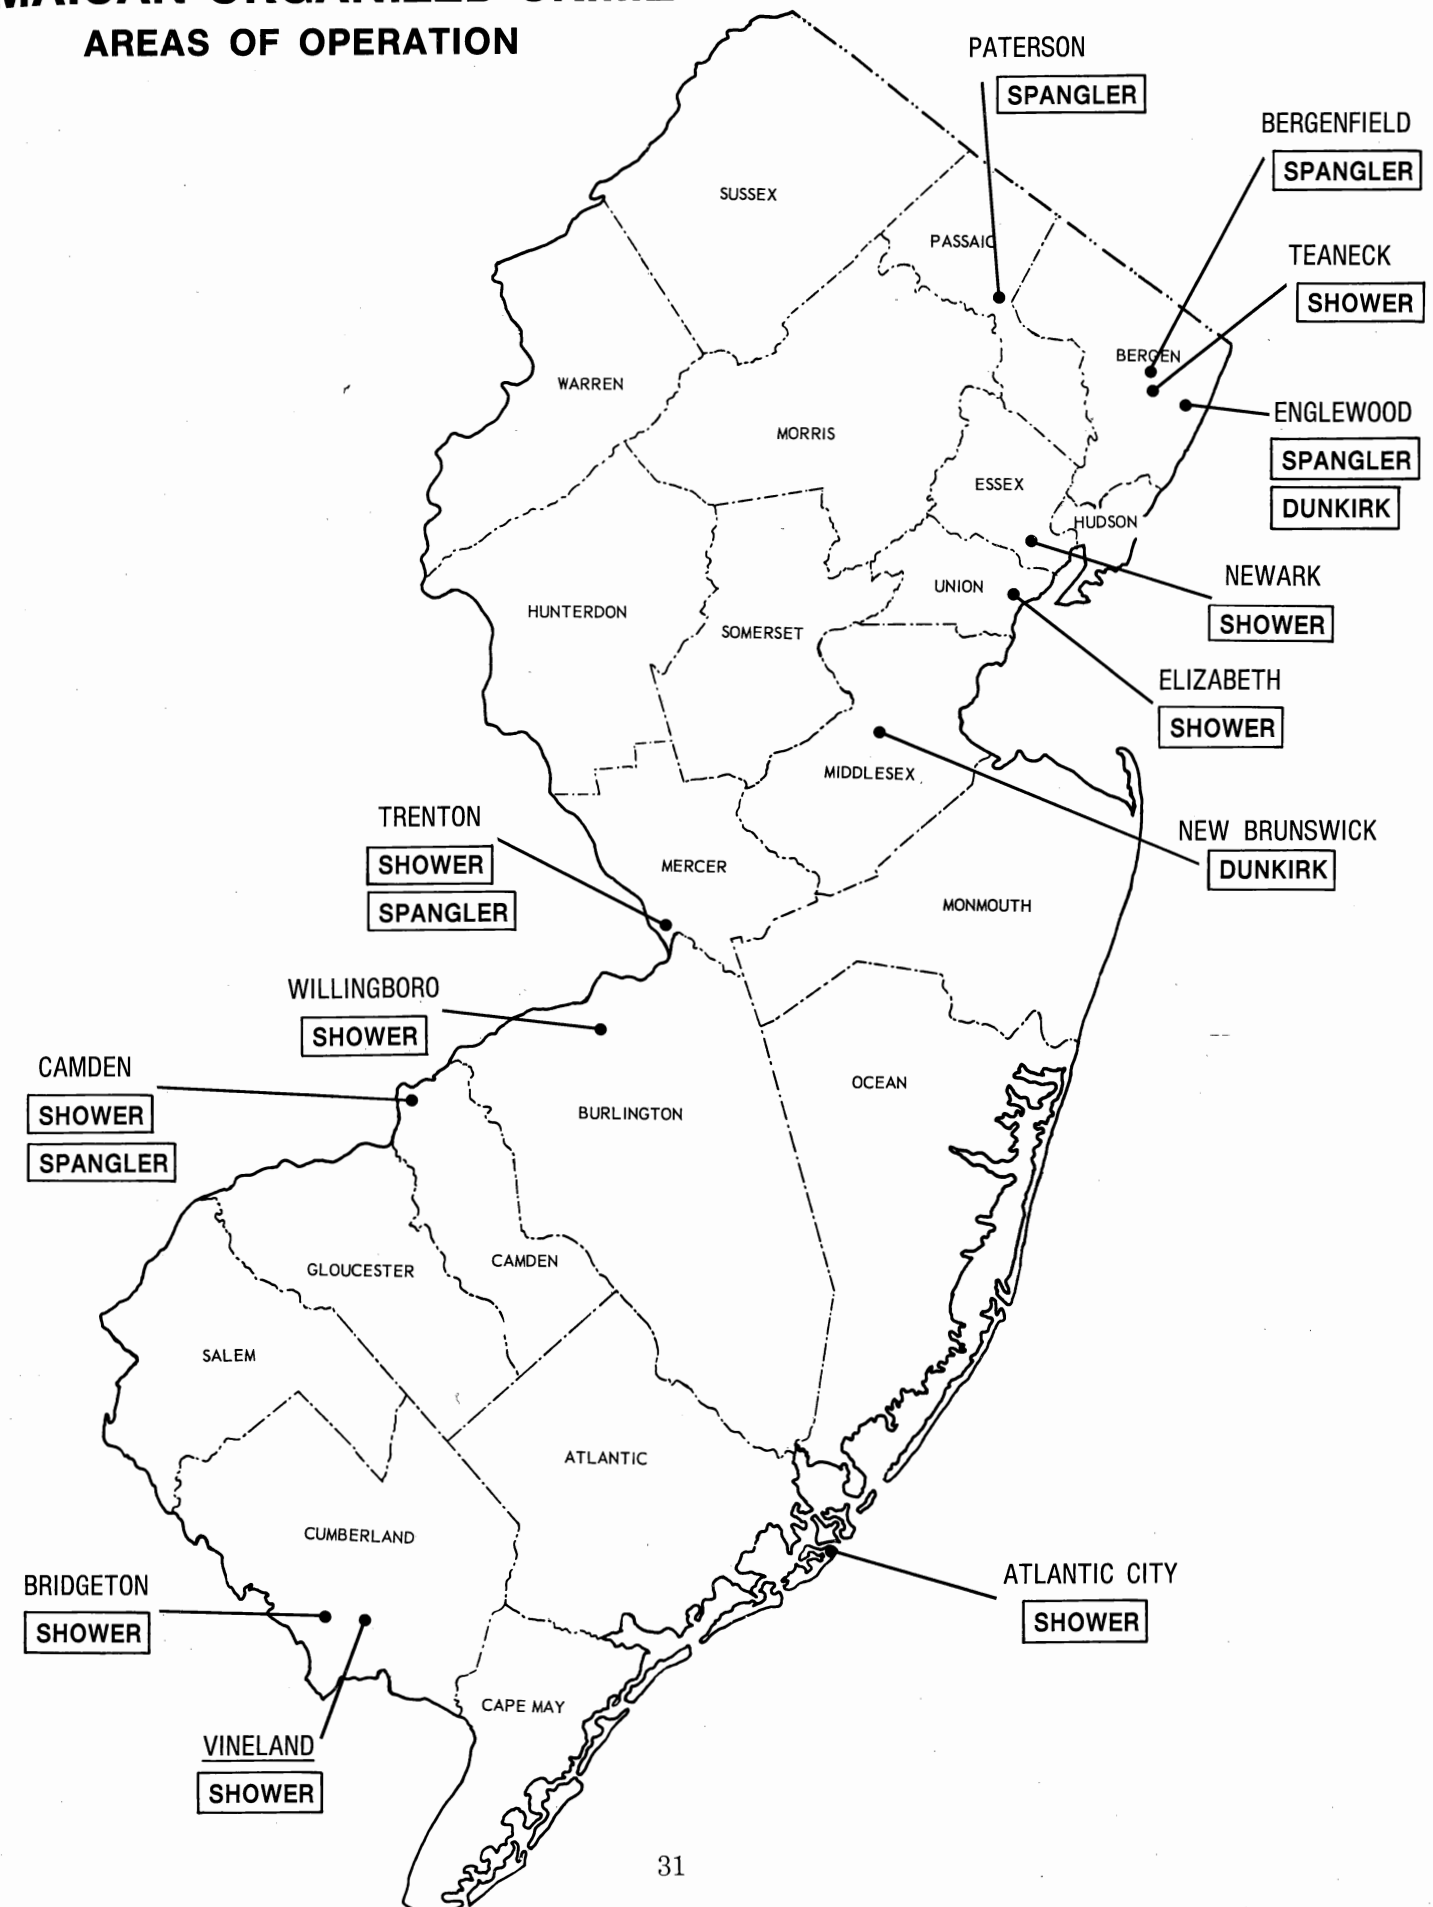 ORGANIZED
AREAS OF OPERATION
PATERSON
SPANGLER
BERGENFIELD
SPANGLER
SUSSEX
PASSAIC
TEANECK
SHOWER
BERGEN
WARREN
ENGLEWOOD
SPANGLER
DUNKIRK
MORRIS
ESSEX
HUDSON
NEWARK
SHOWER
UNION
HUNTERDON
SOMERSET
ELIZABETH
SHOWER
MIDDLESEX
TRENTON
SHOWER
SPANGLER
NEW BRUNSWICK
DUNKIRK
MERCER
MONMOUTH
WILLINGBORO
SHOWER
CAMDEN
SHOWER
SPANGLER
OCEAN
BURLINGTON
GLOUCESTER
CAMDEN
SALEM
ATLANTIC
CUMBERLAND
BRIDGETON
SHOWER
ATLANTIC CITY
SHOWER
CAPE MAY
VINELAND
SHOWER
31